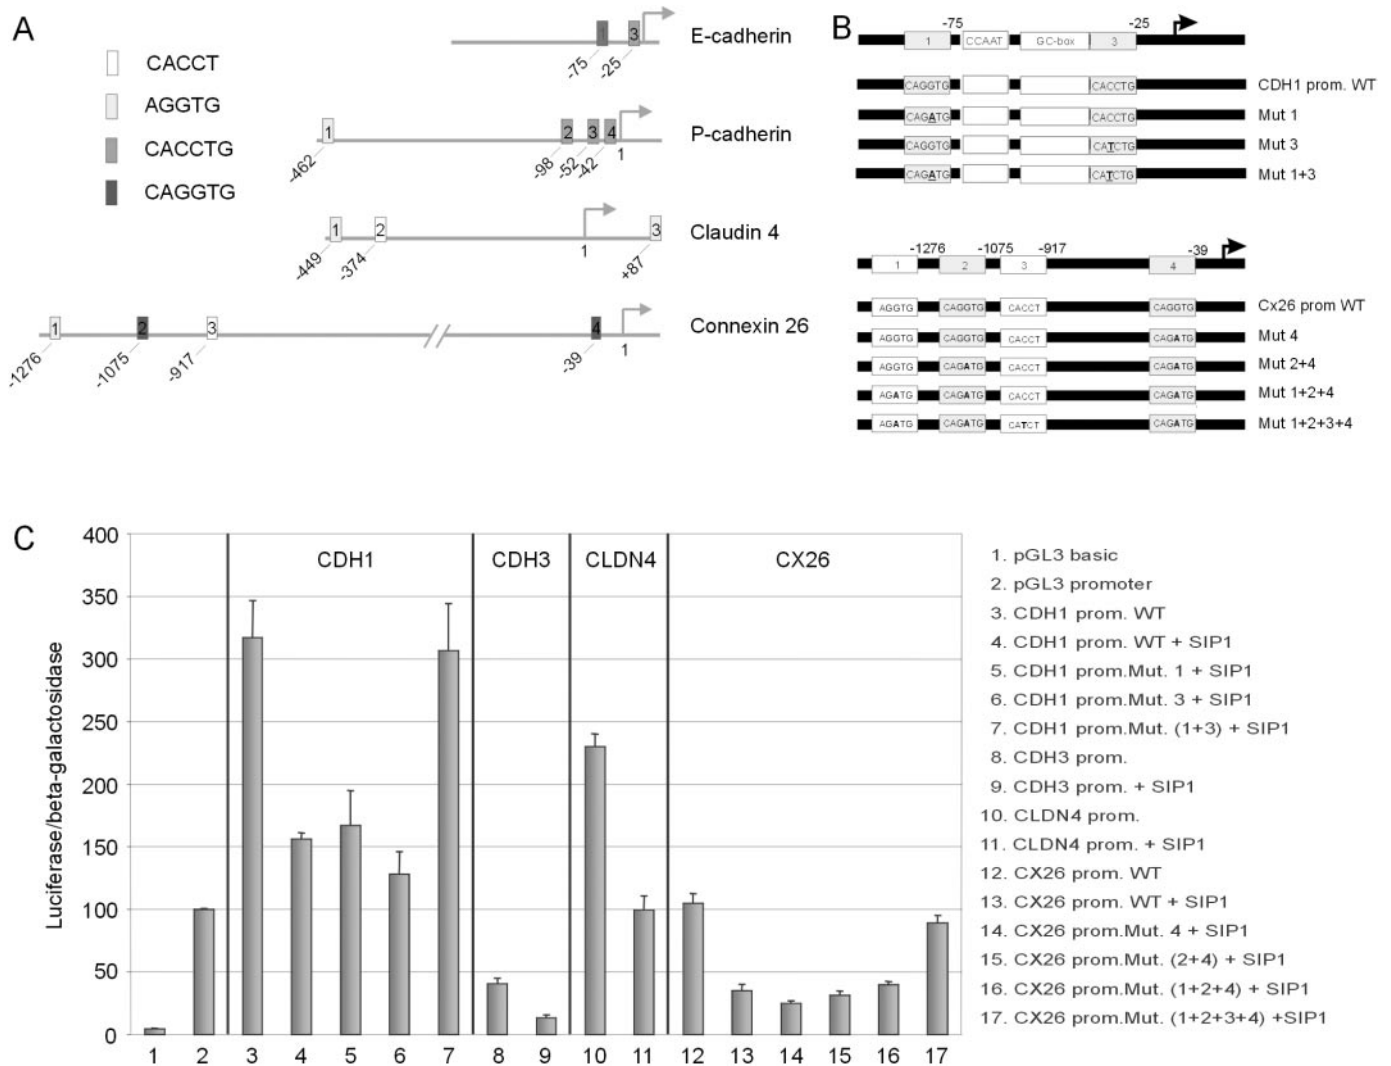 A
CACCT
AGGTG
CACCTG
CAGGTG
1 3
-75 -25
E-cadherin
1 2 3 4
-462 -98 -52 -42 1
P-cadherin
1 2 3
-449 -374 1 +87
Claudin 4
1 2 3 4
-1276 -1075 -917 -39 1
Connexin 26
B
-75 -25
1 CCAAT GC-box 3
CAGGTG CACCTG CDH1 prom. WT
CAGATG CACCTG Mut 1
CAGGTG CATCTG Mut 3
CAGATG CATCTG Mut 1+3
-1276 -1075 -917 -39
1 2 3 4
AGGTG CAGGTG CACCT CAGGTG Cx26 prom WT
AGGTG CAGGTG CACCT CAGATG Mut 4
AGGTG CAGATG CACCT CAGATG Mut 2+4
AGATG CAGATG CACCT CAGATG Mut 1+2+4
AGATG CAGATG CATCT CAGATG Mut 1+2+3+4
C
Luciferase/beta-galactosidase
400
350
300
250
200
150
100
50
0
CDH1 CDH3 CLDN4 CX26
1 2 3 4 5 6 7 8 9 10 11 12 13 14 15 16 17
1. pGL3 basic
2. pGL3 promoter
3. CDH1 prom. WT
4. CDH1 prom. WT + SIP1
5. CDH1 prom.Mut. 1 + SIP1
6. CDH1 prom.Mut. 3 + SIP1
7. CDH1 prom.Mut. (1+3) + SIP1
8. CDH3 prom.
9. CDH3 prom. + SIP1
10. CLDN4 prom.
11. CLDN4 prom. + SIP1
12. CX26 prom. WT
13. CX26 prom. WT + SIP1
14. CX26 prom.Mut. 4 + SIP1
15. CX26 prom.Mut. (2+4) + SIP1
16. CX26 prom.Mut. (1+2+4) + SIP1
17. CX26 prom.Mut. (1+2+3+4) +SIP1